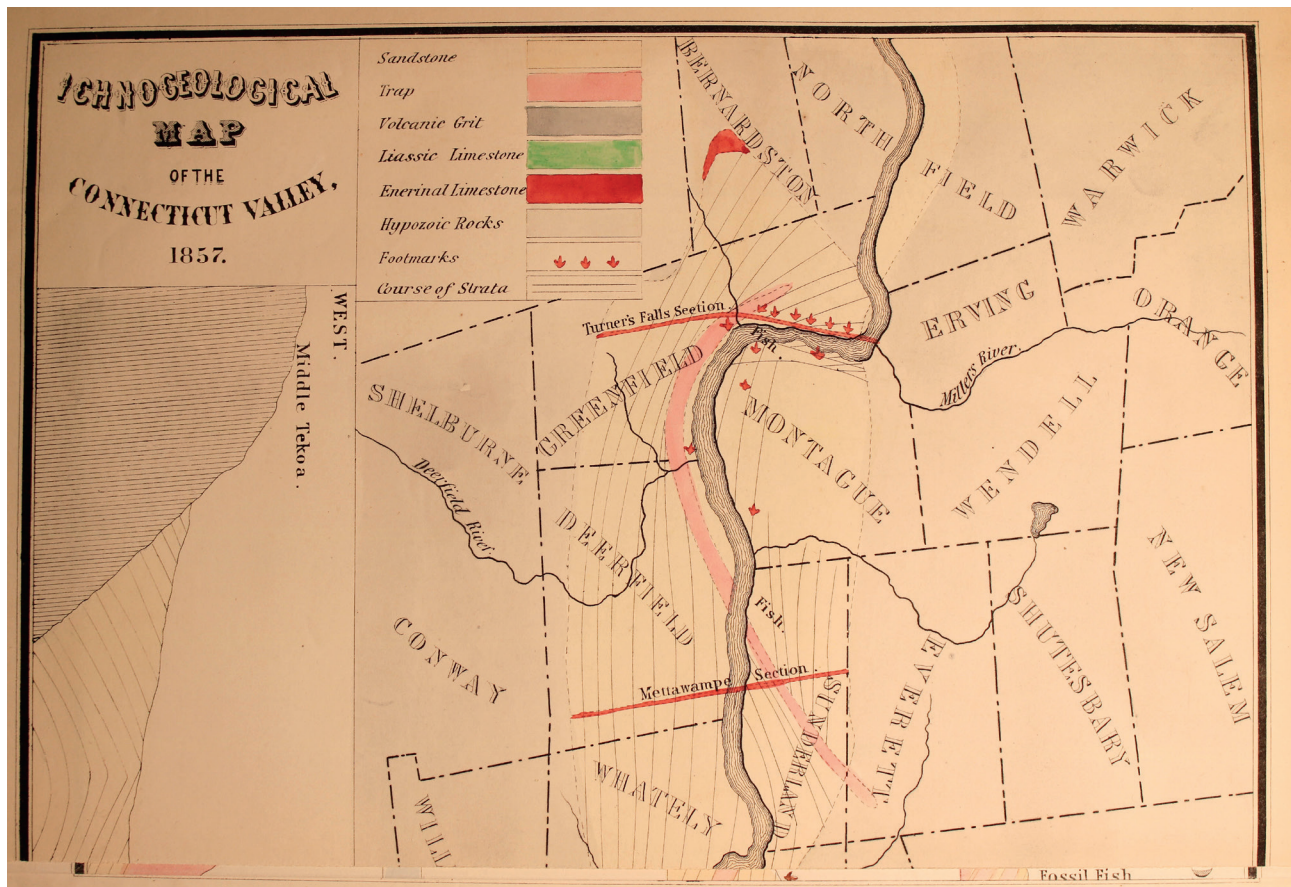 ICHNOGEOLOGICAL
MAP
OF THE
CONNECTICUT VALLEY,
1857.
Sandstone
Trap
Volcanic Grit
Liassic Limestone
Enerinal Limestone
Hypozoic Rocks
Footmarks
Course of Strata
WEST.
Middle Tekoa.
BERNARDSTON
NORTH FIELD
WARWICK
ERVING
ORANGE
Millers River.
Turner's Falls Section.
Fish.
GREENFIELD
SHELBURNE
MONTAGUE
WENDELL
Deerfield River.
DEERFIELD
NEW SALEM
Fish.
SHUTESBARY
CONWAY
EVERETT
Mettawampe Section.
SUNDERLAND
WHATELY
WILL
Fossil Fish